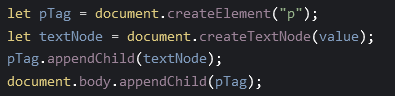 let pTag = document.createElement("p");
let textNode = document.createTextNode(value);
pTag.appendChild(textNode);
document.body.appendChild(pTag);